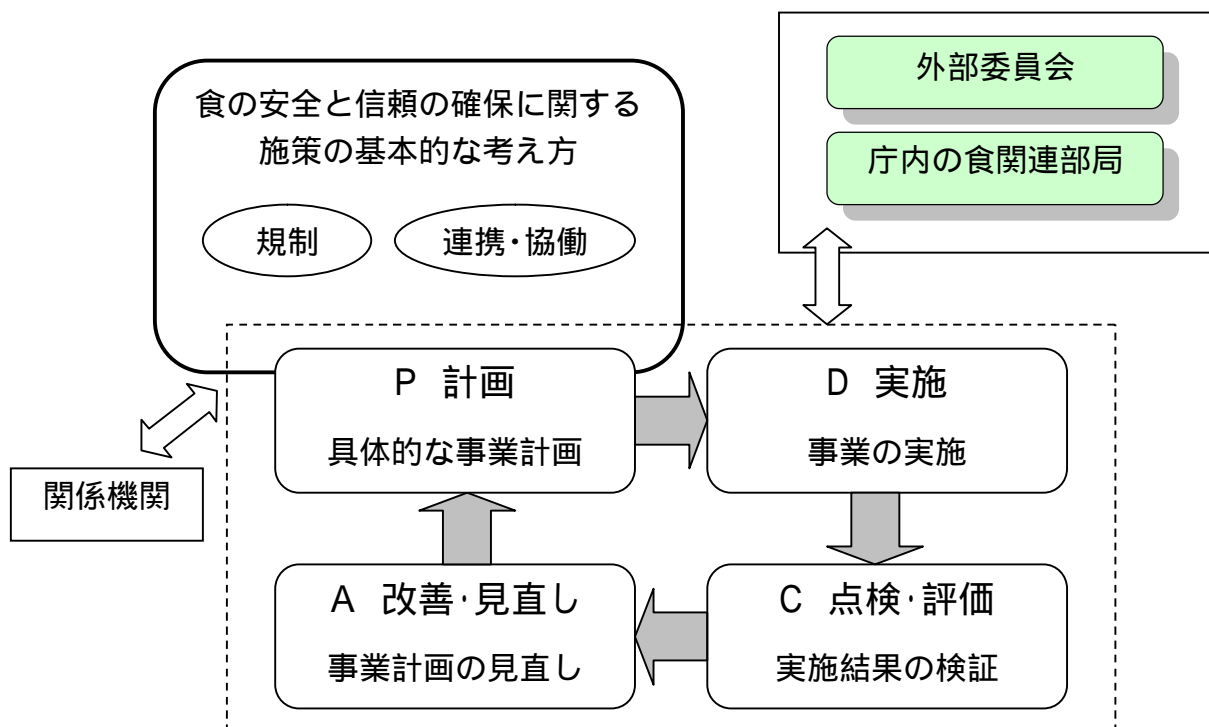 外部委員会
庁内の食関連部局
食の安全と信頼の確保に関する
施策の基本的な考え方
規制
連携・協働
P 計画
具体的な事業計画
D 実施
事業の実施
関係機関
A 改善・見直し
事業計画の見直し
C 点検・評価
実施結果の検証